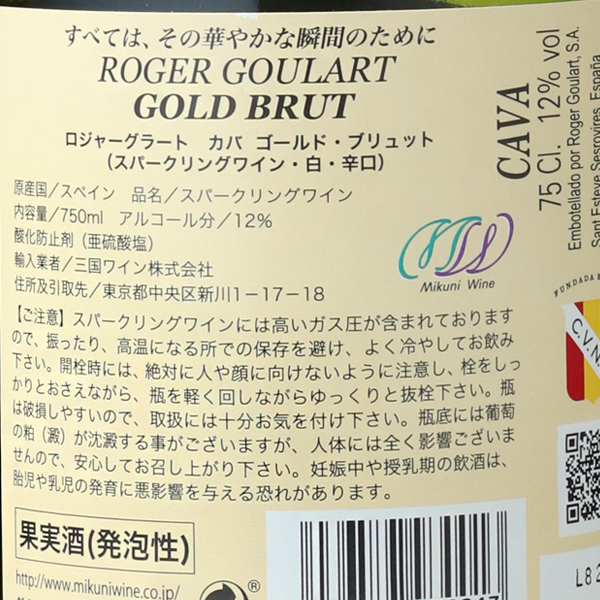 すべては、その華やかな瞬間のために
ROGER GOULART
GOLD BRUT
ロジャーグラート カバ ゴールド・ブリュット
（スパークリングワイン・白・辛口）
原産国／スペイン 品名／スパークリングワイン
内容量／750ml アルコール分／12%
酸化防止剤（亜硫酸塩）
輸入業者／三国ワイン株式会社
住所及引取先／東京都中央区新川1－17－18
Mikuni Wine
【ご注意】スパークリングワインには高いガス圧が含まれております
ので、振ったり、高温になる所での保存を避け、よく冷やしてお飲み
下さい。開栓時には、絶対に人や顔に向けないように注意し、栓をしっ
かりとおさえながら、瓶を軽く回しながらゆっくりと抜栓下さい。瓶
は破損しやすいので、取扱には十分お気を付け下さい。瓶底には葡萄
の粕（澱）が沈澱する事がございますが、人体には全く影響ございま
せんので、安心してお召し上がり下さい。妊娠中や授乳期の飲酒は、
胎児や乳児の発育に悪影響を与える恐れがあります。
果実酒（発泡性）
http://www.mikuniwine.co.jp/
®
CAVA
75 Cl. 12% vol
Embotellado por Roger Goulart, S.A.
Sant Esteve Sesrovires, España
FUNDADA
C.V.N
L8 2